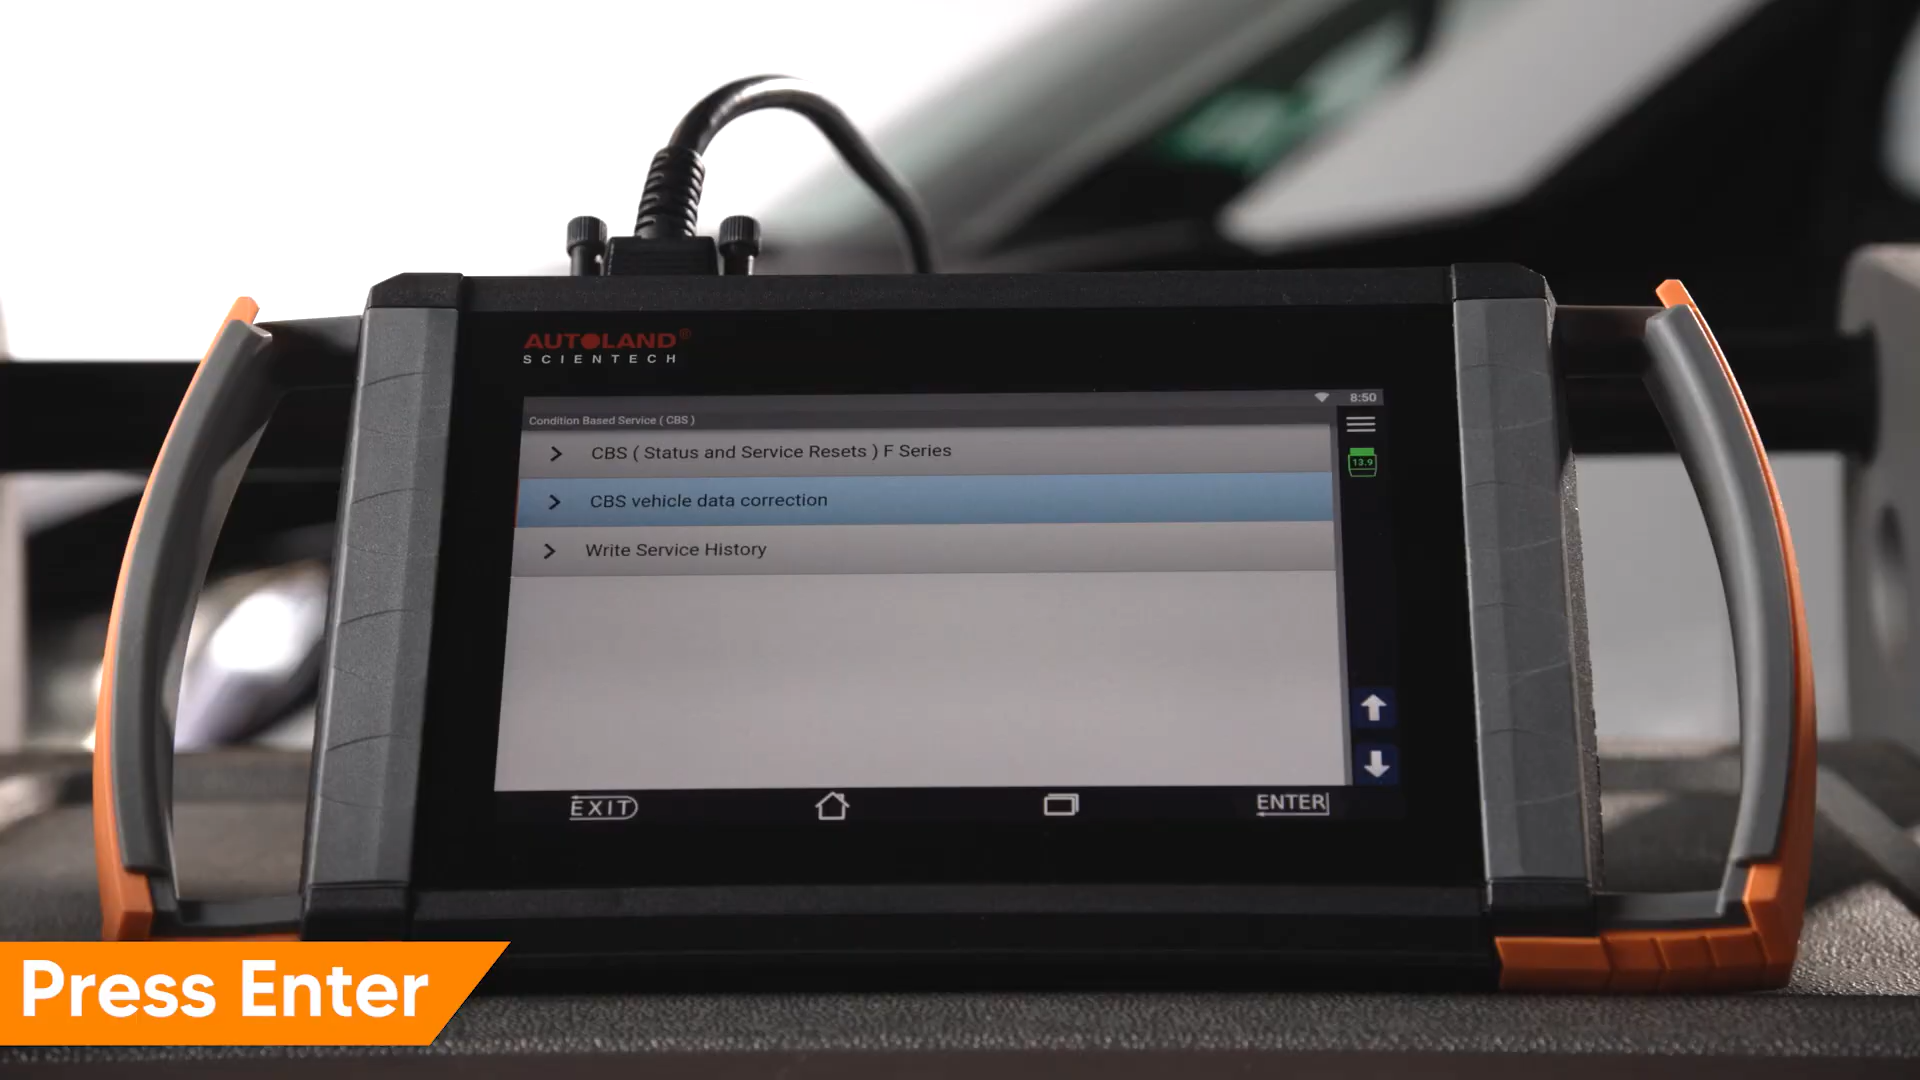 AUTOLAND®
SCIENTECH
8:50
Condition Based Service ( CBS )
CBS ( Status and Service Resets ) F Series
13.9
CBS vehicle data correction
Write Service History
EXIT
ENTER
Press Enter